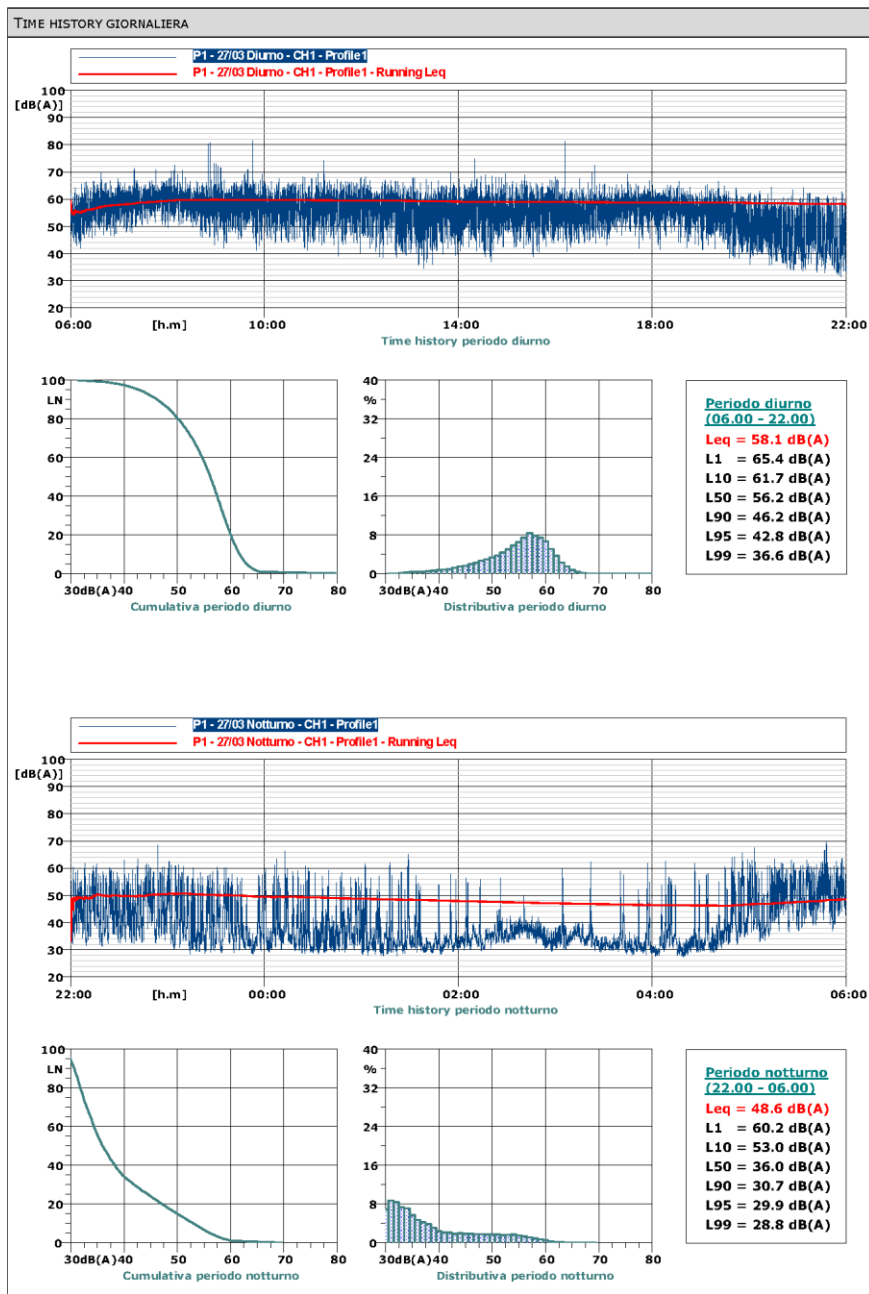 TIME HISTORY GIORNALIERA
P1 - 27/03 Diurno - CH1 - Profile1
P1 - 27/03 Diurno - CH1 - Profile1 - Running Leq
100
[dB(A)]
90
80
70
60
50
40
30
20
06:00 [h.m] 10:00 14:00 18:00 22:00
Time history periodo diurno
100
LN
80
60
40
20
0
30dB(A)40 50 60 70 80
Cumulativa periodo diurno
40
%
32
24
16
8
0
30dB(A)40 50 60 70 80
Distributiva periodo diurno
Periodo diurno
(06.00 - 22.00)
Leq = 58.1 dB(A)
L1 = 65.4 dB(A)
L10 = 61.7 dB(A)
L50 = 56.2 dB(A)
L90 = 46.2 dB(A)
L95 = 42.8 dB(A)
L99 = 36.6 dB(A)
P1 - 27/03 Notturno - CH1 - Profile1
P1 - 27/03 Notturno - CH1 - Profile1 - Running Leq
100
[dB(A)]
90
80
70
60
50
40
30
20
22:00 [h.m] 00:00 02:00 04:00 06:00
Time history periodo notturno
100
LN
80
60
40
20
0
30dB(A)40 50 60 70 80
Cumulativa periodo notturno
40
%
32
24
16
8
0
30dB(A)40 50 60 70 80
Distributiva periodo notturno
Periodo notturno
(22.00 - 06.00)
Leq = 48.6 dB(A)
L1 = 60.2 dB(A)
L10 = 53.0 dB(A)
L50 = 36.0 dB(A)
L90 = 30.7 dB(A)
L95 = 29.9 dB(A)
L99 = 28.8 dB(A)